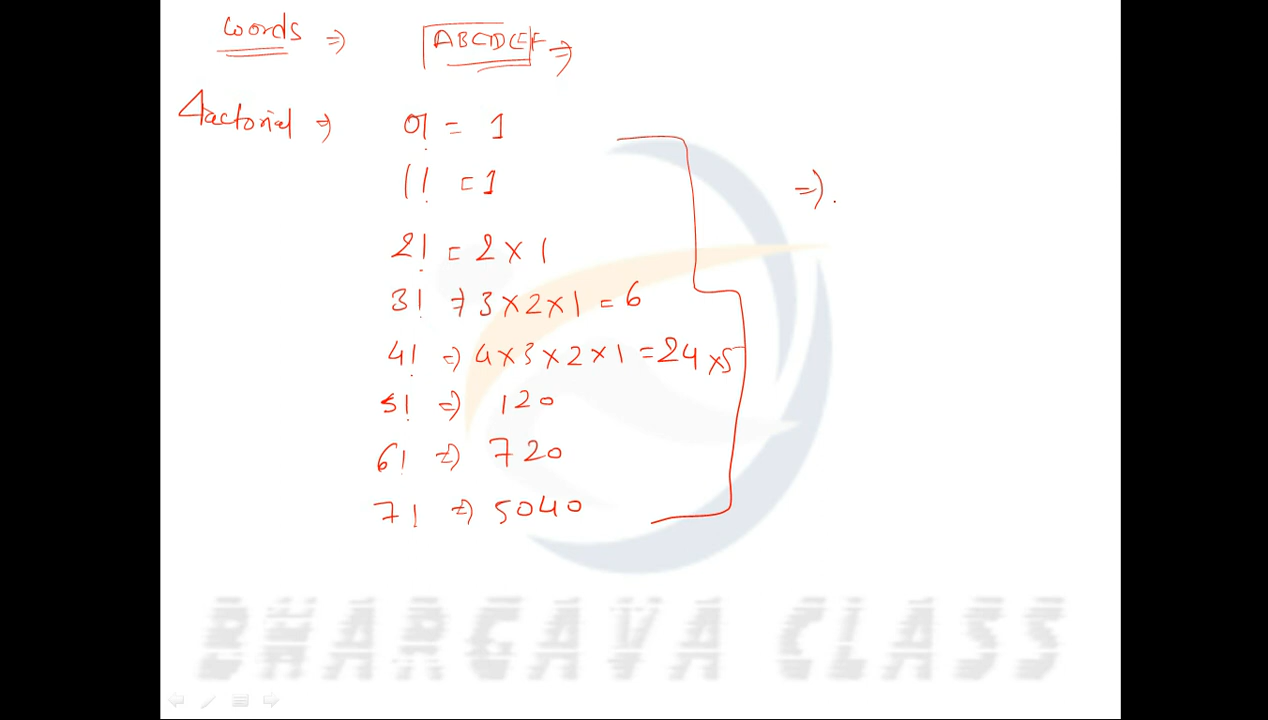 words ⇒ ABCDEF ⇒
factorial ⇒ 0! = 1
1! = 1
⇒.
2! = 2 × 1
3! ⇒ 3×2×1 = 6
4! ⇒ 4×3×2×1 = 24 ×5
5! ⇒ 120
6! ⇒ 720
7! ⇒ 5040
BHARGAVA CLASS